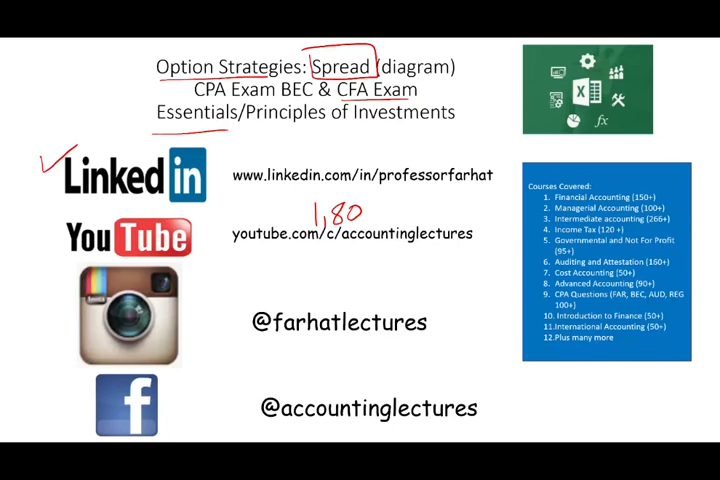 Option Strategies: Spread (diagram)
CPA Exam BEC & CFA Exam
Essentials/Principles of Investments
Linked in
www.linkedin.com/in/professorfarhat
1,80
YouTube
youtube.com/c/accountinglectures
Insta
@farhatlectures
f
@accountinglectures
X
fx
Courses Covered:
1. Financial Accounting (150+)
2. Managerial Accounting (100+)
3. Intermediate accounting (266+)
4. Income Tax (120 +)
5. Governmental and Not For Profit
(95+)
6. Auditing and Attestation (160+)
7. Cost Accounting (50+)
8. Advanced Accounting (90+)
9. CPA Questions (FAR, BEC, AUD, REG
100+)
10. Introduction to Finance (50+)
11.International Accounting (50+)
12.Plus many more